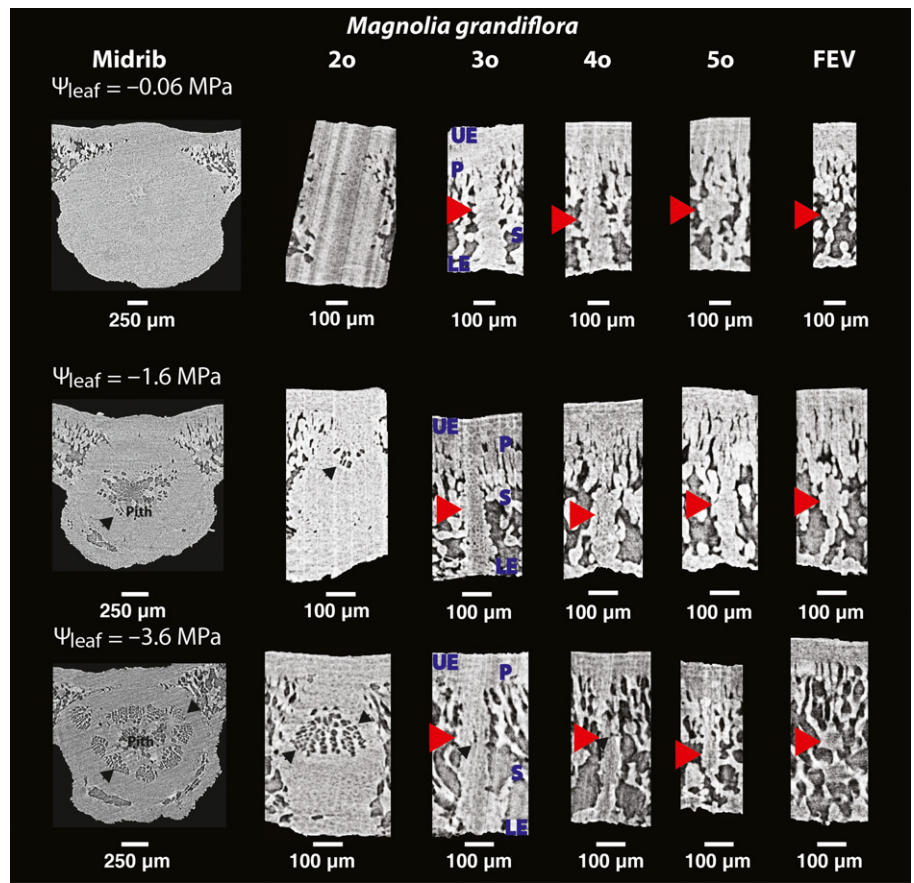 Magnolia grandiflora
Midrib 2o 3o 4o 5o FEV
Ψleaf = –0.06 MPa
UE
P
S
LE
250 μm 100 μm 100 μm 100 μm 100 μm 100 μm
Ψleaf = –1.6 MPa
UE
P
S
Pith
LE
250 μm 100 μm 100 μm 100 μm 100 μm 100 μm
Ψleaf = –3.6 MPa
UE
P
Pith
S
LE
250 μm 100 μm 100 μm 100 μm 100 μm 100 μm